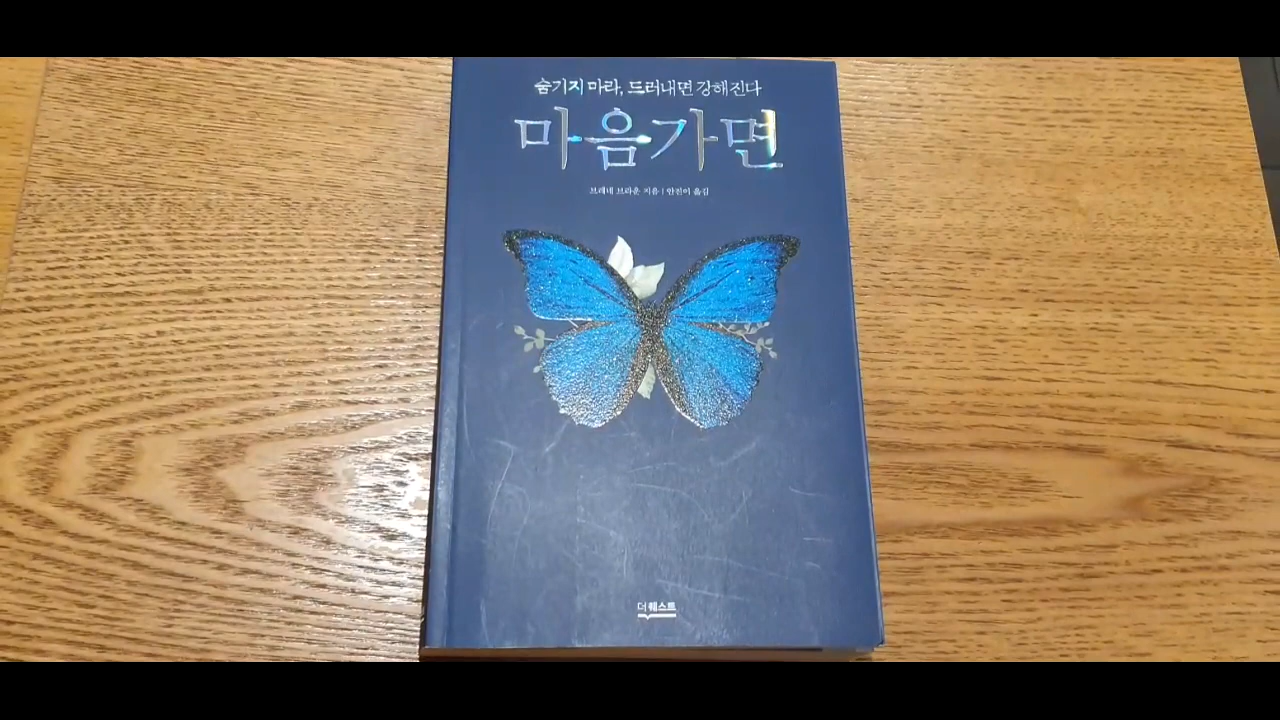 숨기지 마라, 드러내면 강해진다
마음가면
브레네 브라운 지음 | 안진이 옮김
더퀘스트